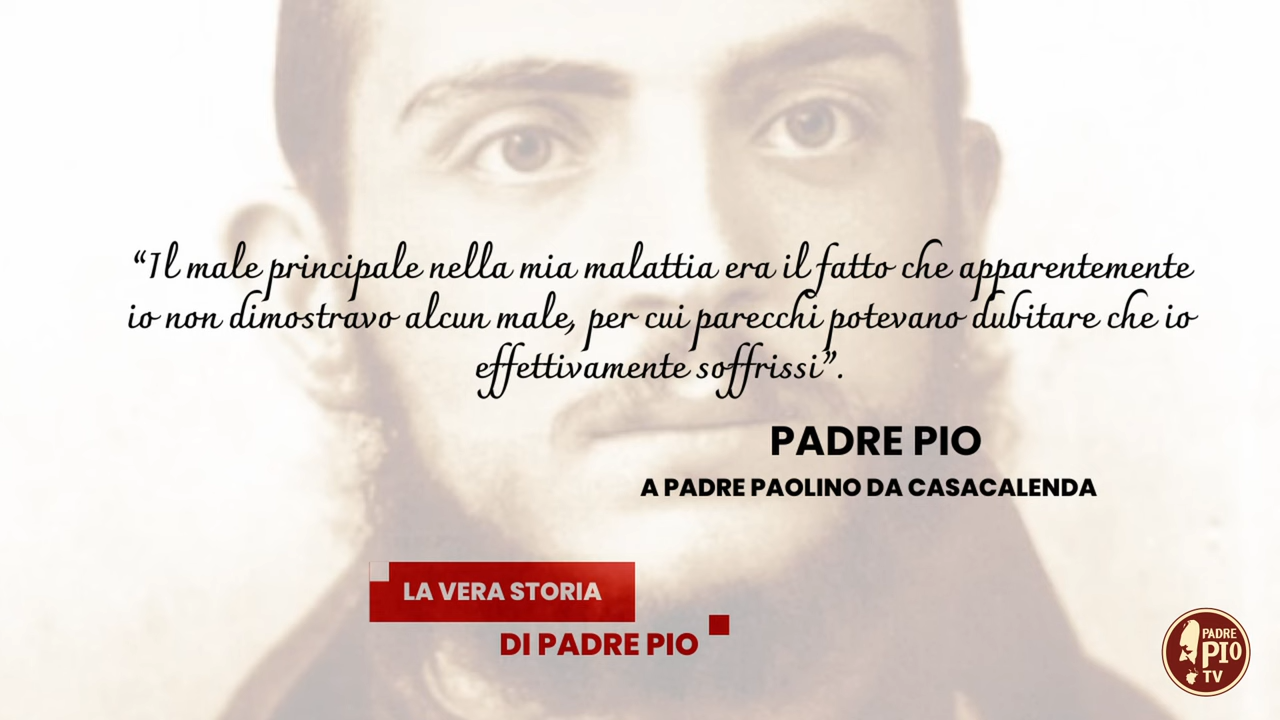 “Il male principale nella mia malattia era il fatto che apparentemente
io non dimostravo alcun male, per cui parecchi potevano dubitare che io
effettivamente soffrissi”.
PADRE PIO
A PADRE PAOLINO DA CASACALENDA
LA VERA STORIA
DI PADRE PIO
PADRE
PIO
TV